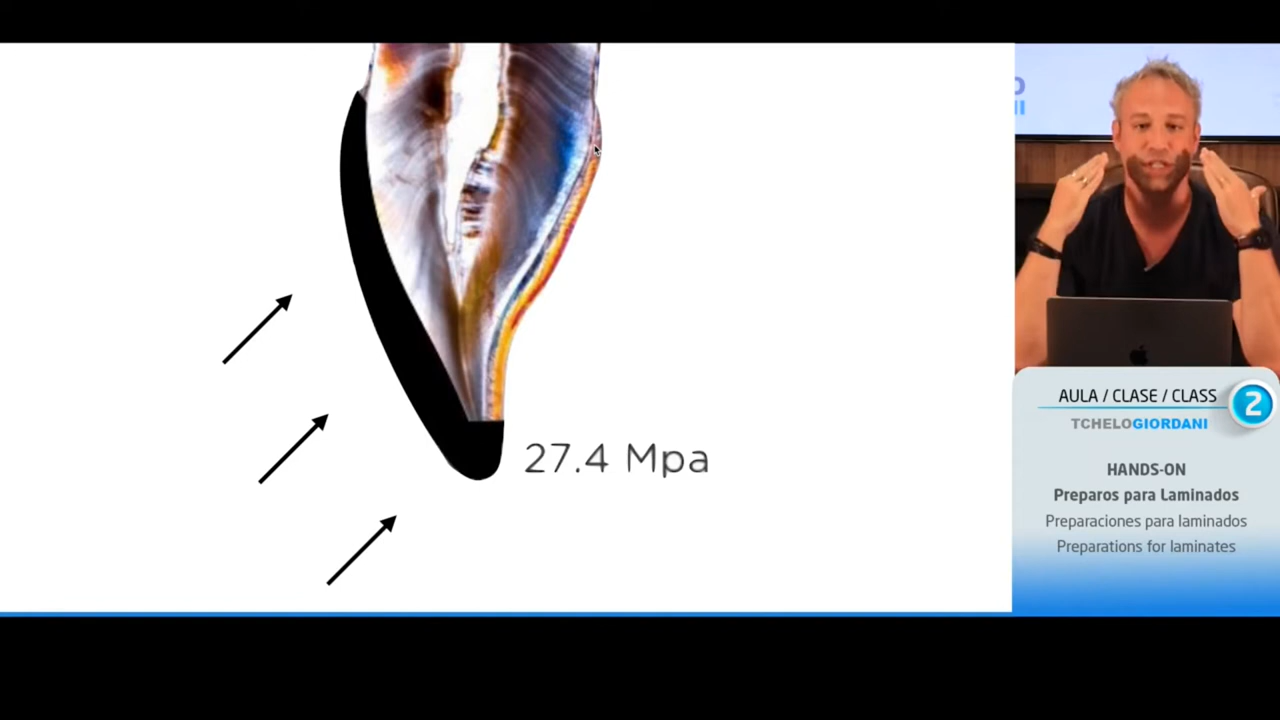 27.4 Mpa
AULA / CLASE / CLASS
2
TCHELOGIORDANI
HANDS-ON
Preparos para Laminados
Preparaciones para laminados
Preparations for laminates